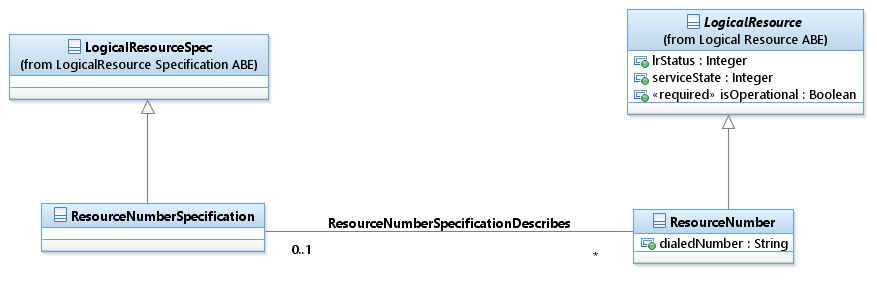 LogicalResourceSpec
(from LogicalResource Specification ABE)
LogicalResource
(from Logical Resource ABE)
lrStatus : Integer
serviceState : Integer
«required» isOperational : Boolean
ResourceNumberSpecification
ResourceNumberSpecificationDescribes
0..1
*
ResourceNumber
dialedNumber : String